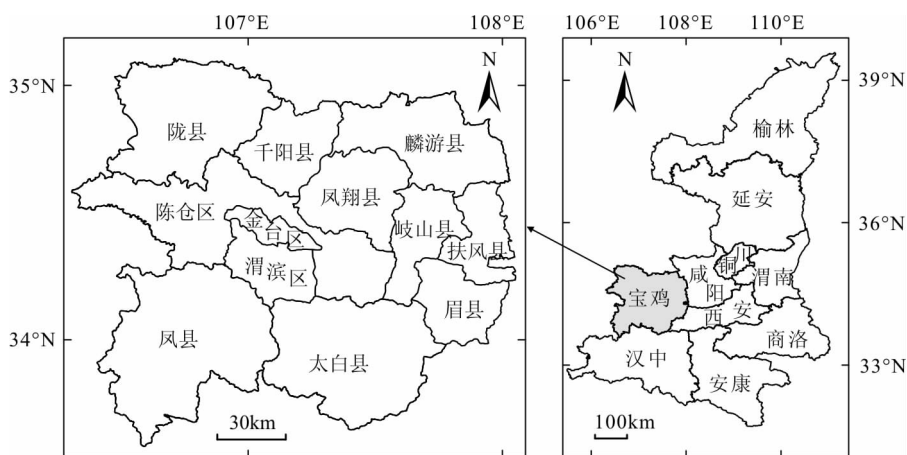 107°E
108°E
N
35°N
34°N
陇县
千阳县
麟游县
凤翔县
陈仓区
金台区
岐山县
扶风县
渭滨区
眉县
凤县
太白县
30km
106°E
108°E
110°E
N
39°N
36°N
33°N
榆林
延安
铜川
咸阳
渭南
宝鸡
西安
商洛
汉中
安康
100km